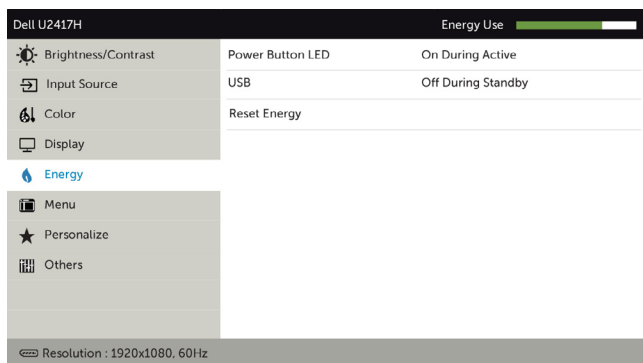 Dell U2417H Energy Use
Brightness/Contrast Power Button LED On During Active
Input Source USB Off During Standby
Color Reset Energy
Display
Energy
Menu
Personalize
Others
Resolution : 1920x1080, 60Hz